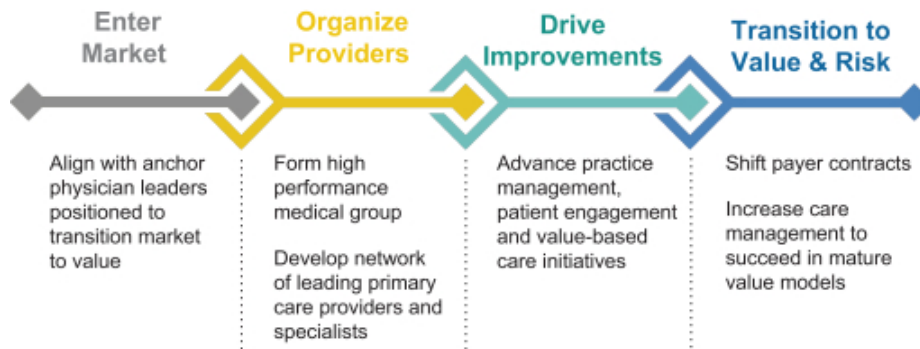 Enter
Market
Organize
Providers
Drive
Improvements
Transition to
Value & Risk
Align with anchor
physician leaders
positioned to
transition market
to value
Form high
performance
medical group
Develop network
of leading primary
care providers and
specialists
Advance practice
management,
patient engagement
and value-based
care initiatives
Shift payer contracts
Increase care
management to
succeed in mature
value models